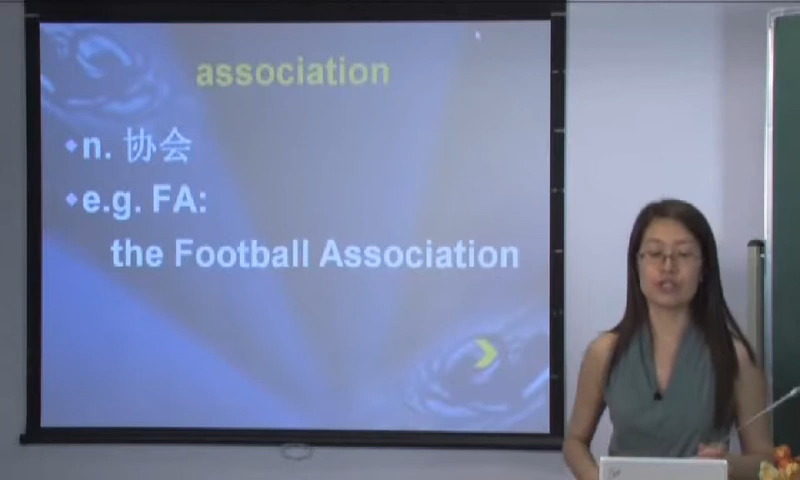 association
n. 协会
e.g. FA:
the Football Association